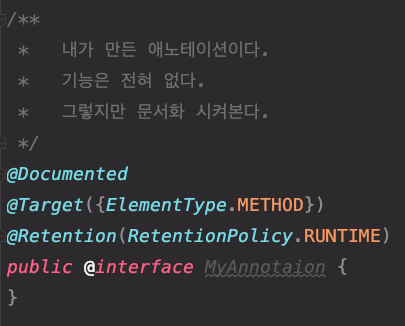 /**
 *   내가 만든 애노테이션이다.
 *   기능은 전혀 없다.
 *   그렇지만 문서화 시켜본다.
 */
@Documented
@Target({ElementType.METHOD})
@Retention(RetentionPolicy.RUNTIME)
public @interface MyAnnotaion {
}